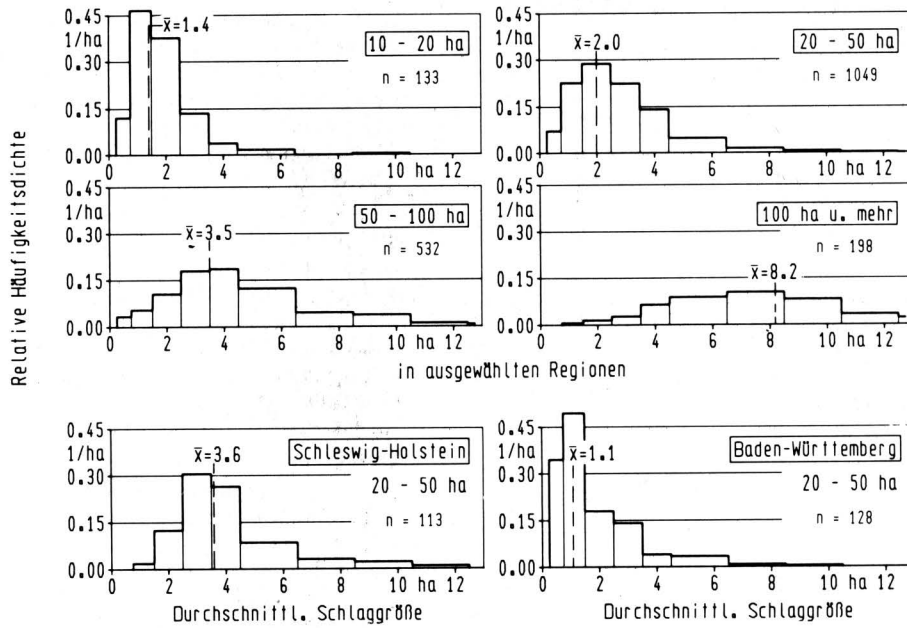 Relative Häufigkeitsdichte
0.45
1/ha
0.30
0.15
0.00
x̄=1.4
10 - 20 ha
n = 133
0 2 4 6 8 10 ha 12
0.45
1/ha
0.30
0.15
0.00
x̄=2.0
20 - 50 ha
n = 1049
0 2 4 6 8 10 ha 12
0.45
1/ha
0.30
0.15
0.00
x̄=3.5
50 - 100 ha
n = 532
0 2 4 6 8 10 ha 12
0.45
1/ha
0.30
0.15
0.00
x̄=8.2
100 ha u. mehr
n = 198
0 2 4 6 8 10 ha 12
in ausgewählten Regionen
0.45
1/ha
0.30
0.15
0.00
x̄=3.6
Schleswig-Holstein
20 - 50 ha
n = 113
0 2 4 6 8 10 ha 12
Durchschnittl. Schlaggröße
0.45
1/ha
0.30
0.15
0.00
x̄=1.1
Baden-Württemberg
20 - 50 ha
n = 128
0 2 4 6 8 10 ha 12
Durchschnittl. Schlaggröße